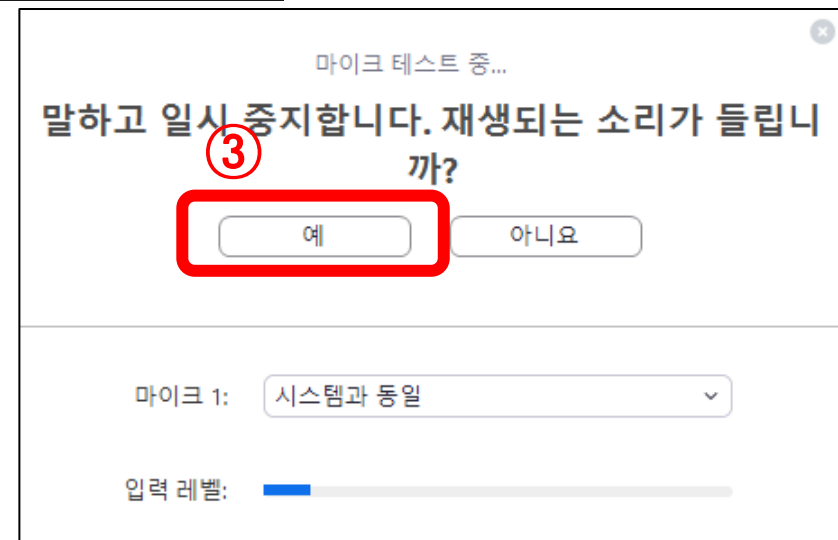 마이크 테스트 중...
말하고 일시 중지합니다. 재생되는 소리가 들립니
까?
③
예 아니요
마이크 1: 시스템과 동일
입력 레벨: